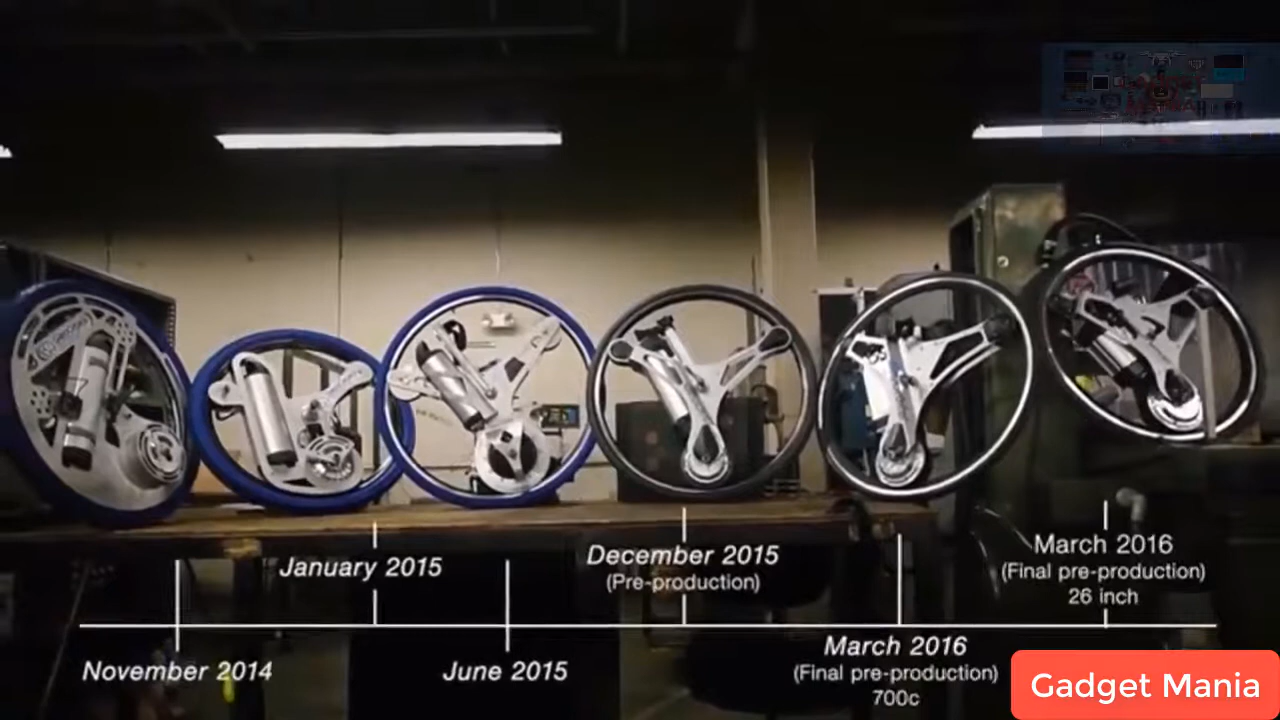 January 2015
December 2015
(Pre-production)
March 2016
(Final pre-production)
26 inch
November 2014
June 2015
March 2016
(Final pre-production)
700c
Gadget Mania